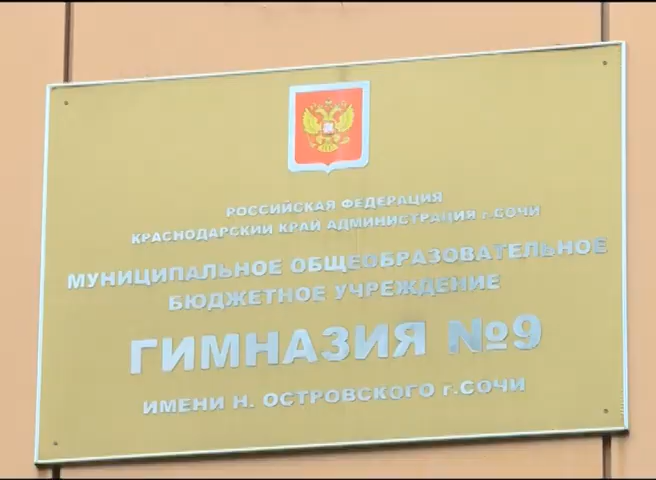 РОССИЙСКАЯ ФЕДЕРАЦИЯ
КРАСНОДАРСКИЙ КРАЙ АДМИНИСТРАЦИЯ г.СОЧИ
МУНИЦИПАЛЬНОЕ ОБЩЕОБРАЗОВАТЕЛЬНОЕ
БЮДЖЕТНОЕ УЧРЕЖДЕНИЕ
ГИМНАЗИЯ №9
ИМЕНИ Н. ОСТРОВСКОГО г.СОЧИ